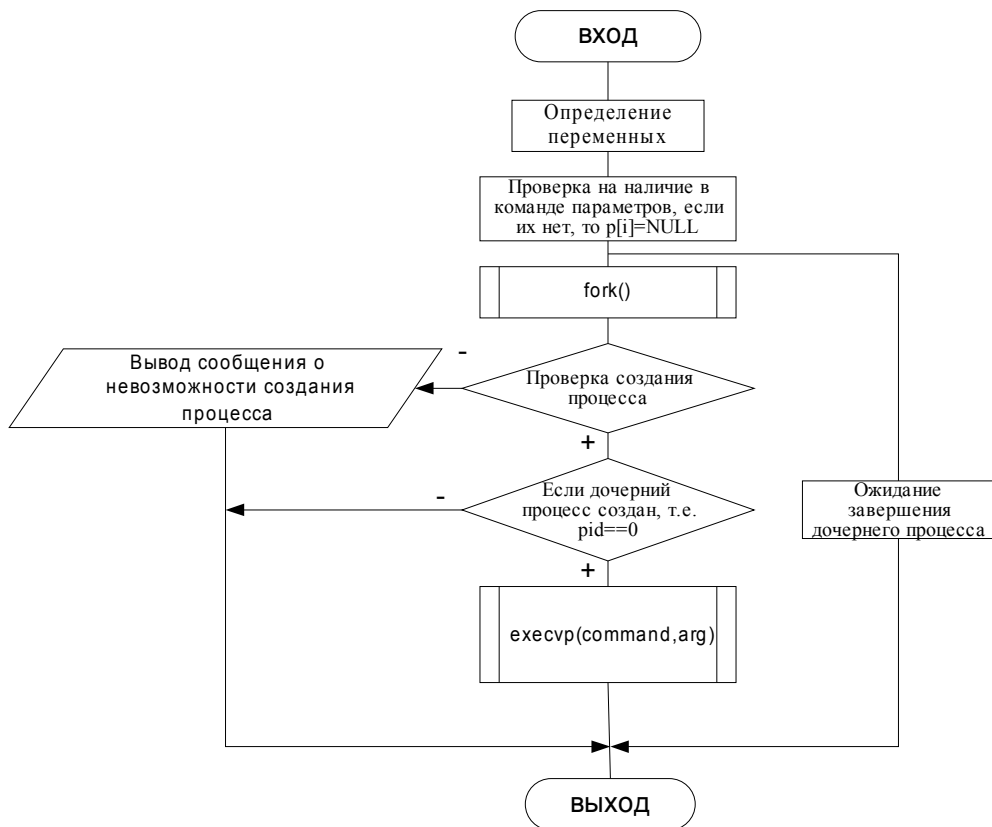 ВХОД
Определение
переменных
Проверка на наличие в
команде параметров, если
их нет, то p[i]=NULL
fork()
-
Вывод сообщения о
невозможности создания
процесса
Проверка создания
процесса
+
-
Если дочерний
процесс создан, т.е.
pid==0
Ожидание
завершения
дочернего процесса
+
execvp(command,arg)
ВЫХОД